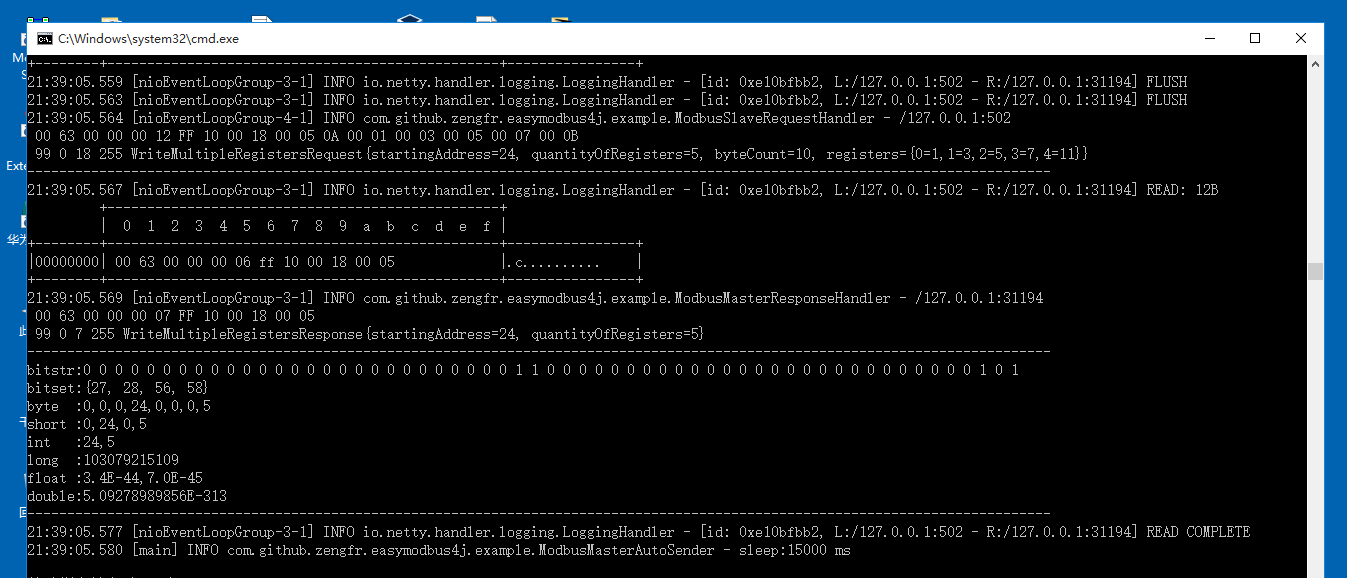 C:\Windows\system32\cmd.exe
21:39:05.559 [nioEventLoopGroup-3-1] INFO io.netty.handler.logging.LoggingHandler - [id: 0xe10bfbb2, L:/127.0.0.1:502 - R:/127.0.0.1:31194] FLUSH
21:39:05.563 [nioEventLoopGroup-3-1] INFO io.netty.handler.logging.LoggingHandler - [id: 0xe10bfbb2, L:/127.0.0.1:502 - R:/127.0.0.1:31194] FLUSH
21:39:05.564 [nioEventLoopGroup-4-1] INFO com.github.zengfr.easymodbus4j.example.ModbusSlaveRequestHandler - /127.0.0.1:502
00 63 00 00 00 12 FF 10 00 18 00 05 0A 00 01 00 03 00 05 00 07 00 0B
99 0 18 255 WriteMultipleRegistersRequest{startingAddress=24, quantityOfRegisters=5, byteCount=10, registers={0=1,1=3,2=5,3=7,4=11}}
21:39:05.567 [nioEventLoopGroup-3-1] INFO io.netty.handler.logging.LoggingHandler - [id: 0xe10bfbb2, L:/127.0.0.1:502 - R:/127.0.0.1:31194] READ: 12B
| 0 1 2 3 4 5 6 7 8 9 a b c d e f |
|00000000| 00 63 00 00 00 06 ff 10 00 18 00 05 |.c.......... |
21:39:05.569 [nioEventLoopGroup-3-1] INFO com.github.zengfr.easymodbus4j.example.ModbusMasterResponseHandler - /127.0.0.1:31194
00 63 00 00 00 07 FF 10 00 18 00 05
99 0 7 255 WriteMultipleRegistersResponse{startingAddress=24, quantityOfRegisters=5}
bitstr:0 0 0 0 0 0 0 0 0 0 0 0 0 0 0 0 0 0 0 0 0 0 0 0 0 0 0 1 1 0 0 0 0 0 0 0 0 0 0 0 0 0 0 0 0 0 0 0 0 0 0 0 0 0 0 0 1 0 1
bitset:{27, 28, 56, 58}
byte :0,0,0,24,0,0,0,5
short :0,24,0,5
int :24,5
long :103079215109
float :3.4E-44,7.0E-45
double:5.09278989856E-313
21:39:05.577 [nioEventLoopGroup-3-1] INFO io.netty.handler.logging.LoggingHandler - [id: 0xe10bfbb2, L:/127.0.0.1:502 - R:/127.0.0.1:31194] READ COMPLETE
21:39:05.580 [main] INFO com.github.zengfr.easymodbus4j.example.ModbusMasterAutoSender - sleep:15000 ms